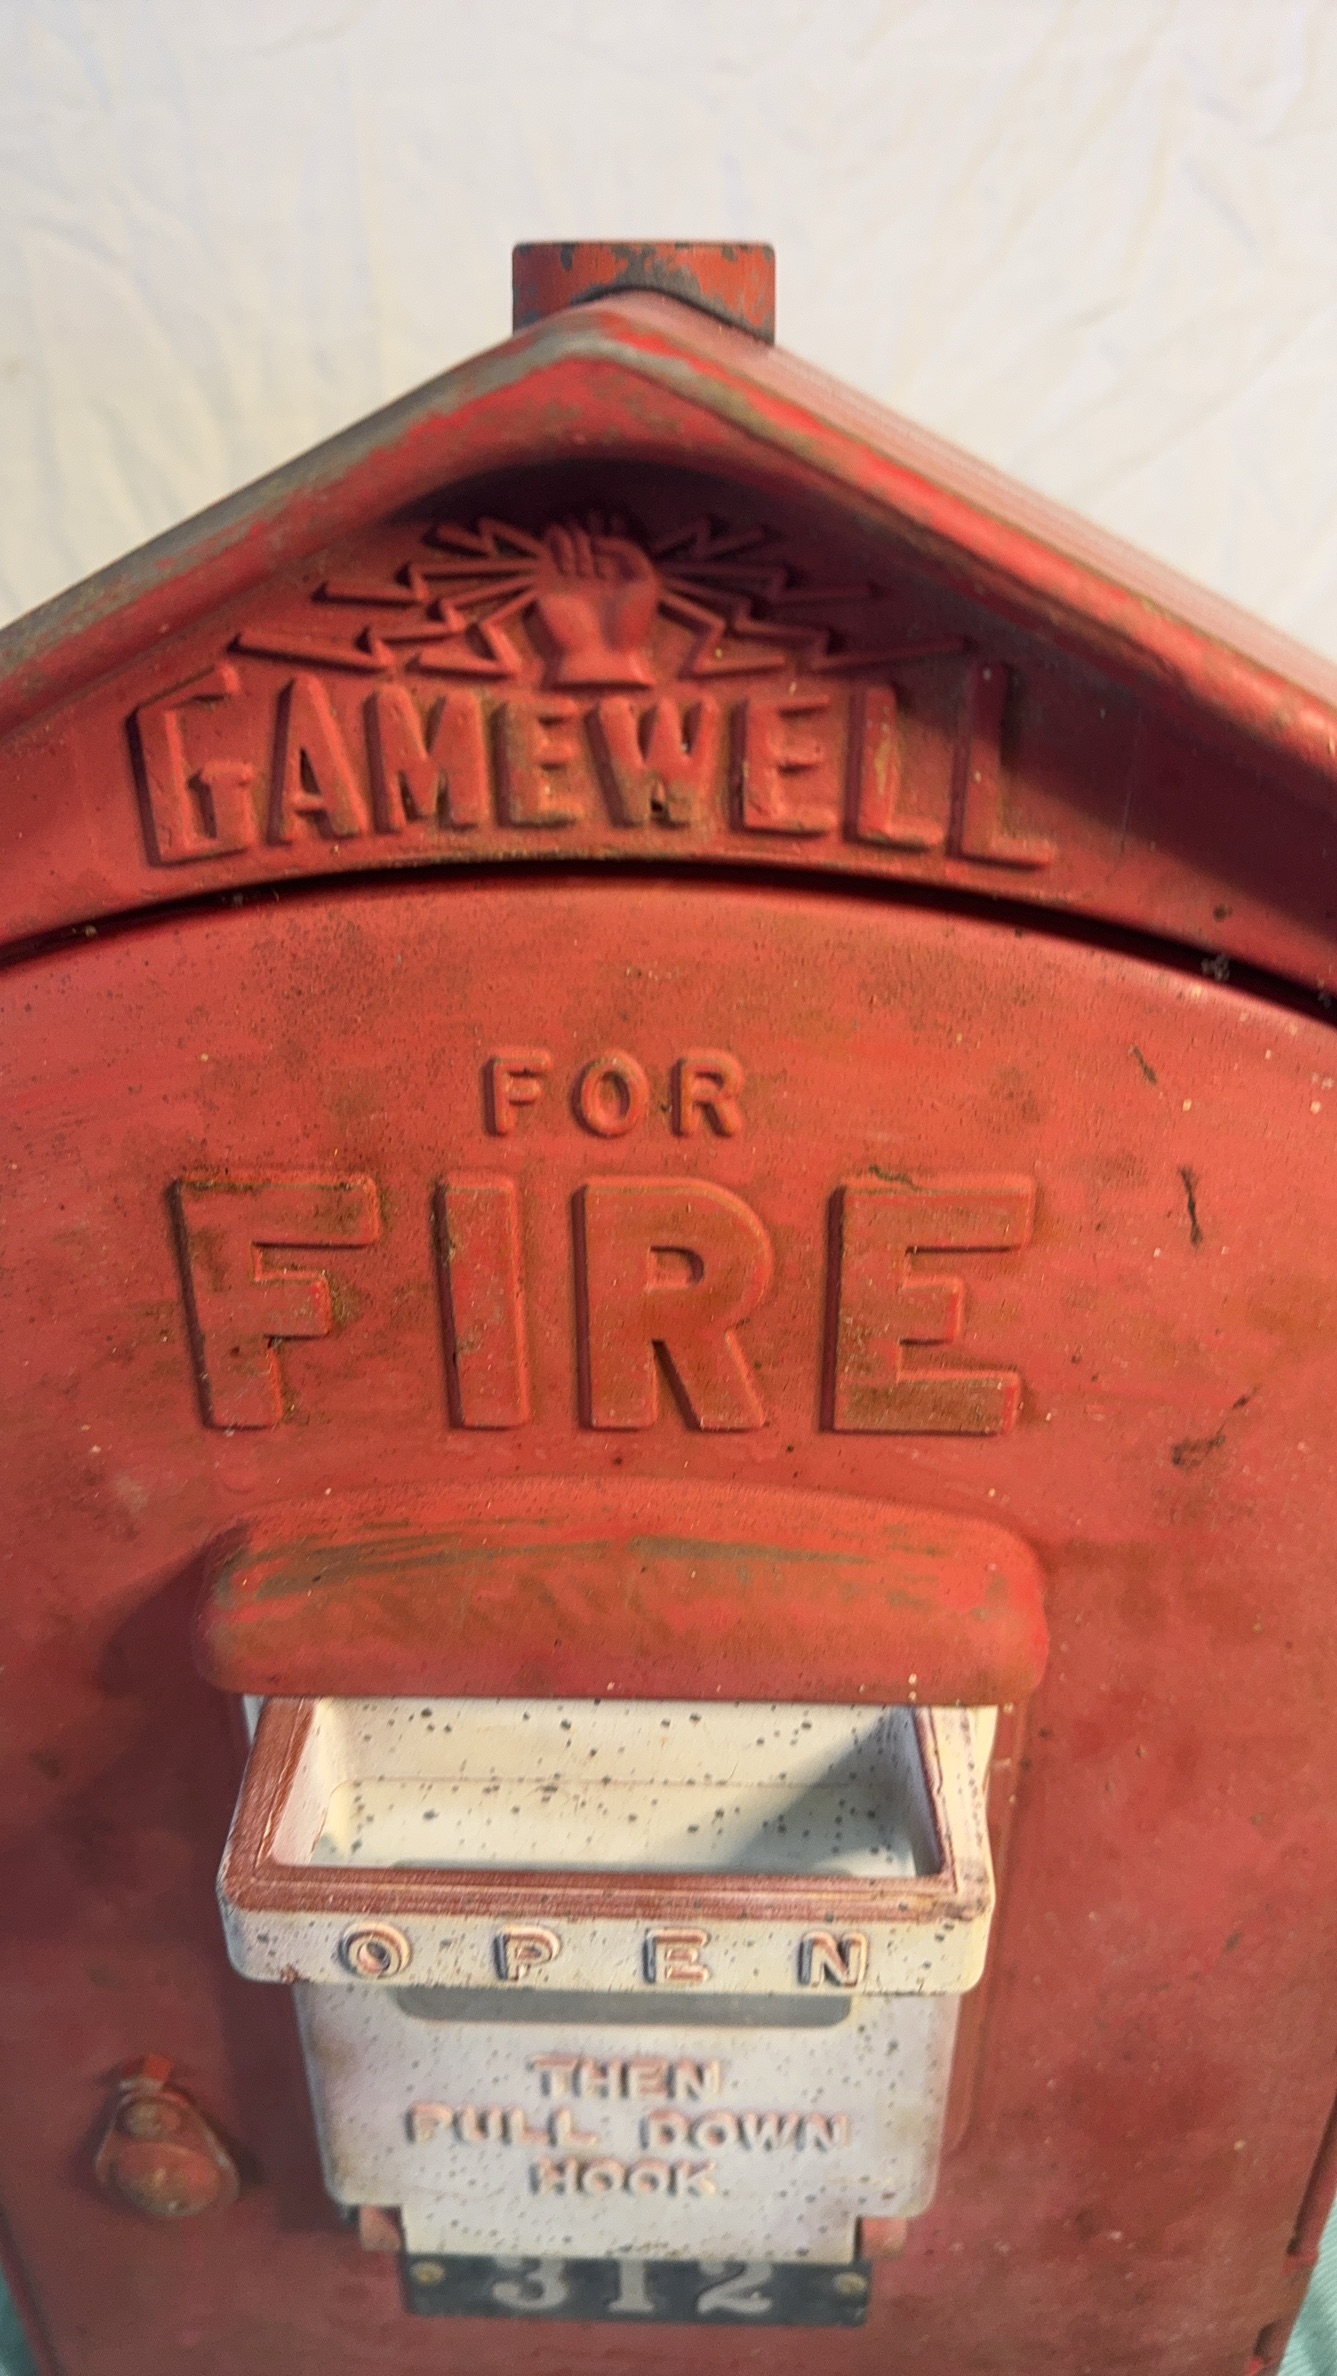 GAMEWELL
FOR
FIRE
OPEN
THEN
PULL DOWN
HOOK
312